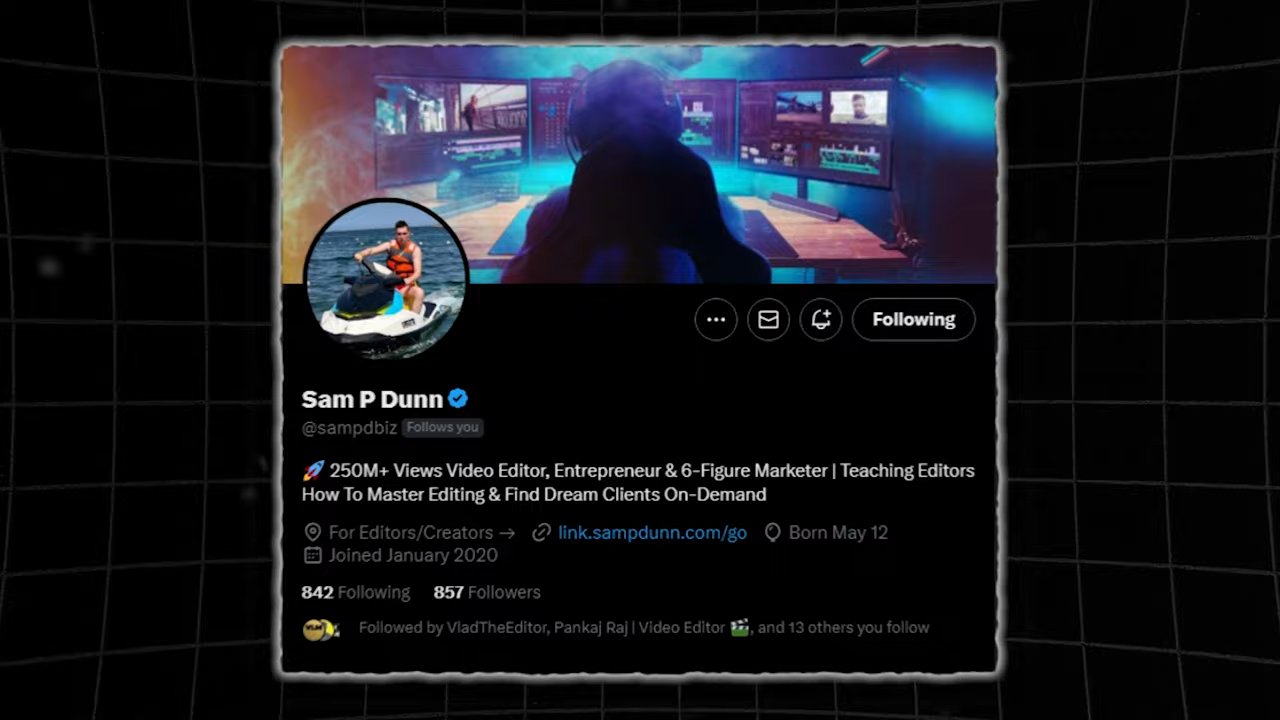 Following
Sam P Dunn
@sampdbiz Follows you
🚀 250M+ Views Video Editor, Entrepreneur & 6-Figure Marketer | Teaching Editors
How To Master Editing & Find Dream Clients On-Demand
For Editors/Creators → link.sampdunn.com/go Born May 12
Joined January 2020
842 Following 857 Followers
Followed by VladTheEditor, Pankaj Raj | Video Editor 🎬, and 13 others you follow